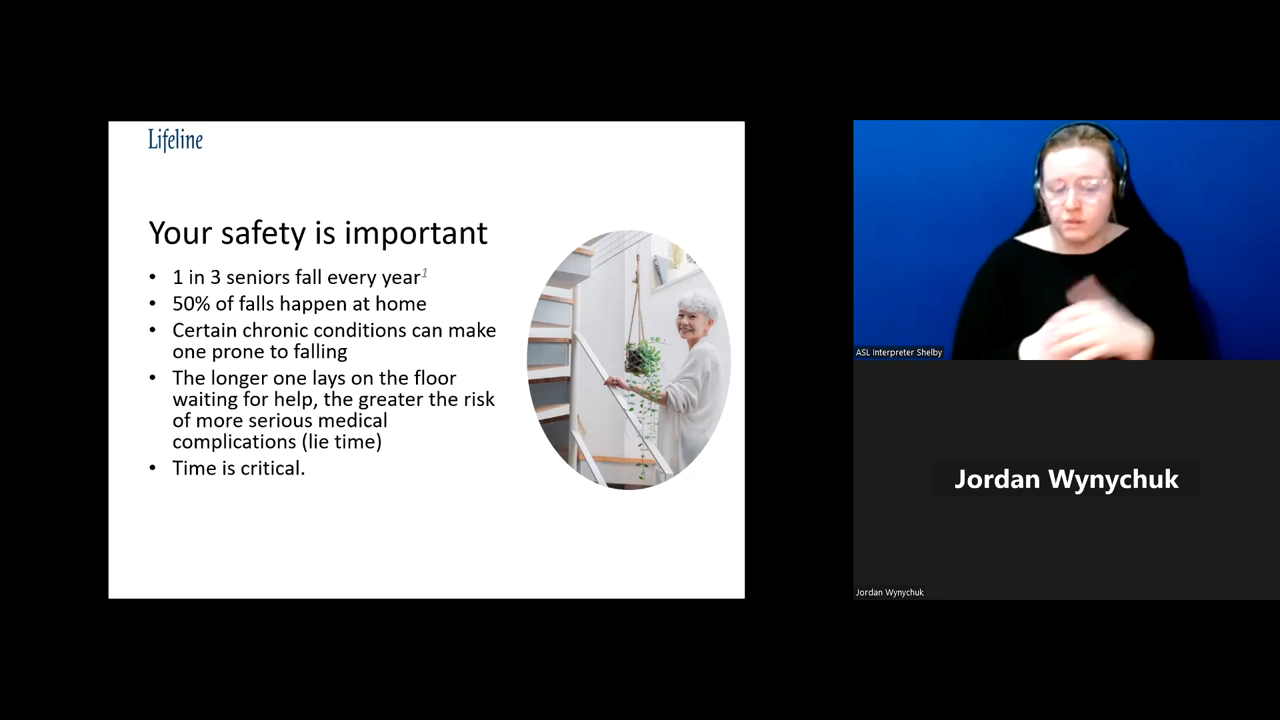 Lifeline
Your safety is important
• 1 in 3 seniors fall every year1
• 50% of falls happen at home
• Certain chronic conditions can make
one prone to falling
• The longer one lays on the floor
waiting for help, the greater the risk
of more serious medical
complications (lie time)
• Time is critical.
ASL Interpreter Shelby
Jordan Wynychuk
Jordan Wynychuk